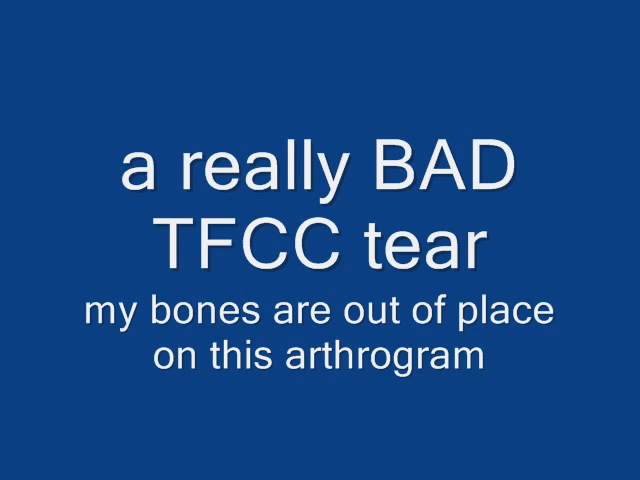 a really BAD
TFCC tear
my bones are out of place
on this arthrogram